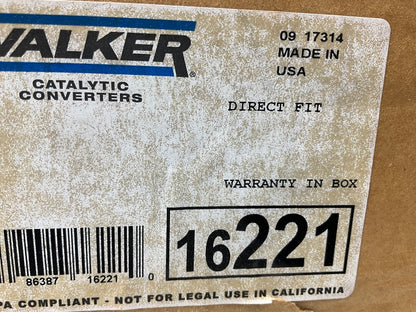 WALKER®
CATALYTIC
CONVERTERS
09 17314
MADE IN
USA
DIRECT FIT
WARRANTY IN BOX
16221
86387 16221 0
PA COMPLIANT - NOT FOR LEGAL USE IN CALIFORNIA